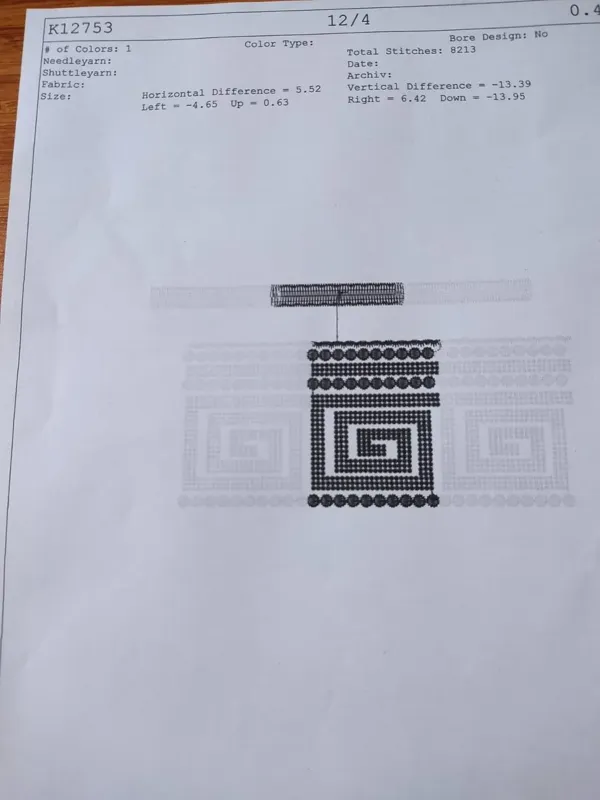 K12753 12/4 0.4
# of Colors: 1 Color Type: Bore Design: No
Needleyarn: Total Stitches: 8213
Shuttleyarn: Date:
Fabric: Archiv:
Size: Horizontal Difference = 5.52 Vertical Difference = -13.39
Left = -4.65 Up = 0.63 Right = 6.42 Down = -13.95